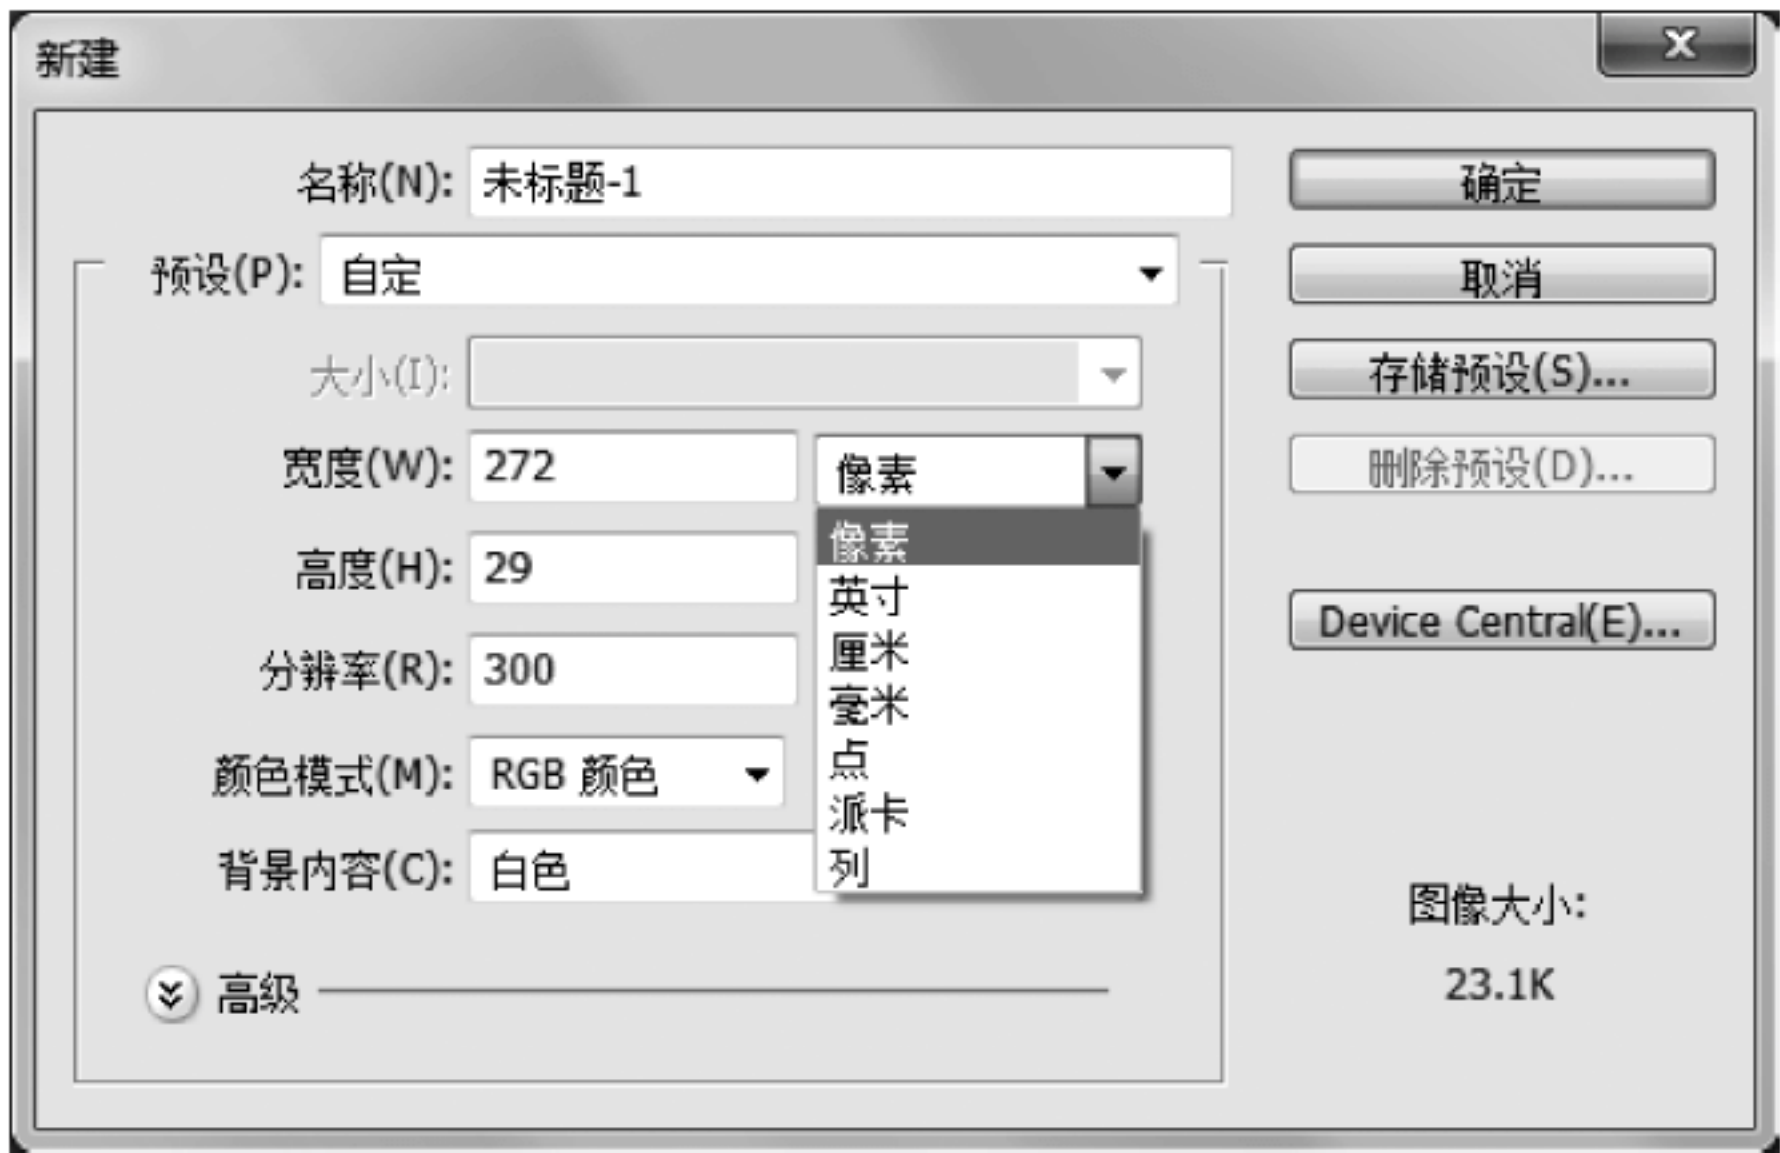 新建
名称(N): 未标题-1
预设(P): 自定
大小(I):
宽度(W): 272 像素
像素
英寸
厘米
毫米
点
派卡
列
高度(H): 29
分辨率(R): 300
颜色模式(M): RGB 颜色
背景内容(C): 白色
高级
确定
取消
存储预设(S)...
删除预设(D)...
Device Central(E)...
图像大小:
23.1K